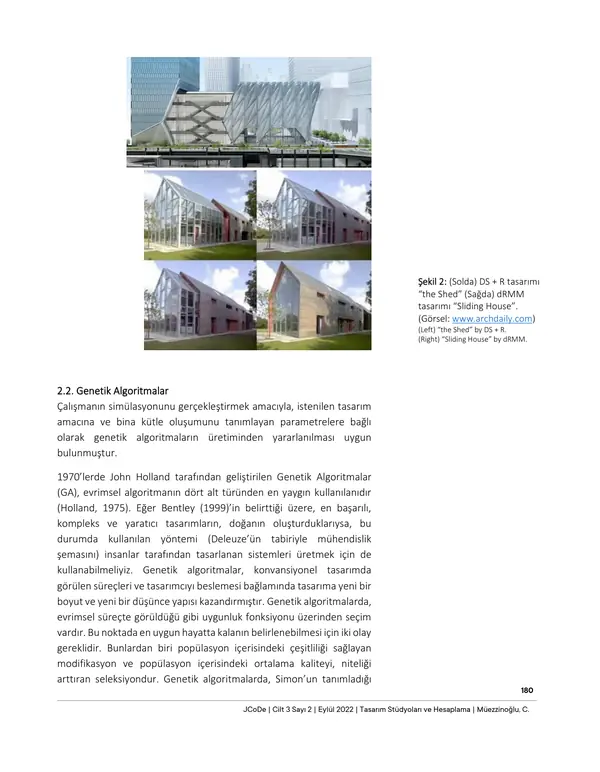 Şekil 2: (Solda) DS + R tasarımı
"the Shed" (Sağda) dRMM
tasarımı "Sliding House".
(Görsel: www.archdaily.com)
(Left) "the Shed" by DS + R.
(Right) "Sliding House" by dRMM.
2.2. Genetik Algoritmalar
Çalışmanın simülasyonunu gerçekleştirmek amacıyla, istenilen tasarım
amacına ve bina kütle oluşumunu tanımlayan parametrelere bağlı
olarak genetik algoritmaların üretiminden yararlanılması uygun
bulunmuştur.
1970'lerde John Holland tarafından geliştirilen Genetik Algoritmalar
(GA), evrimsel algoritmanın dört alt türünden en yaygın kullanılanıdır
(Holland, 1975). Eğer Bentley (1999)'in belirttiği üzere, en başarılı,
kompleks ve yaratıcı tasarımların, doğanın oluşturduklarıysa, bu
durumda kullanılan yöntemi (Deleuze'ün tabiriyle mühendislik
şemasını) insanlar tarafından tasarlanan sistemleri üretmek için de
kullanabilmeliyiz. Genetik algoritmalar, konvansiyonel tasarımda
görülen süreçleri ve tasarımcıyı beslemesi bağlamında tasarıma yeni bir
boyut ve yeni bir düşünce yapısı kazandırmıştır. Genetik algoritmalarda,
evrimsel süreçte görüldüğü gibi uygunluk fonksiyonu üzerinden seçim
vardır. Bu noktada en uygun hayatta kalanın belirlenebilmesi için iki olay
gereklidir. Bunlardan biri popülasyon içerisindeki çeşitliliği sağlayan
modifikasyon ve popülasyon içerisindeki ortalama kaliteyi, niteliği
arttıran seleksiyondur. Genetik algoritmalarda, Simon'un tanımladığı
180
JCoDe | Cilt 3 Sayı 2 | Eylül 2022 | Tasarım Stüdyoları ve Hesaplama | Müezzinoğlu, C.